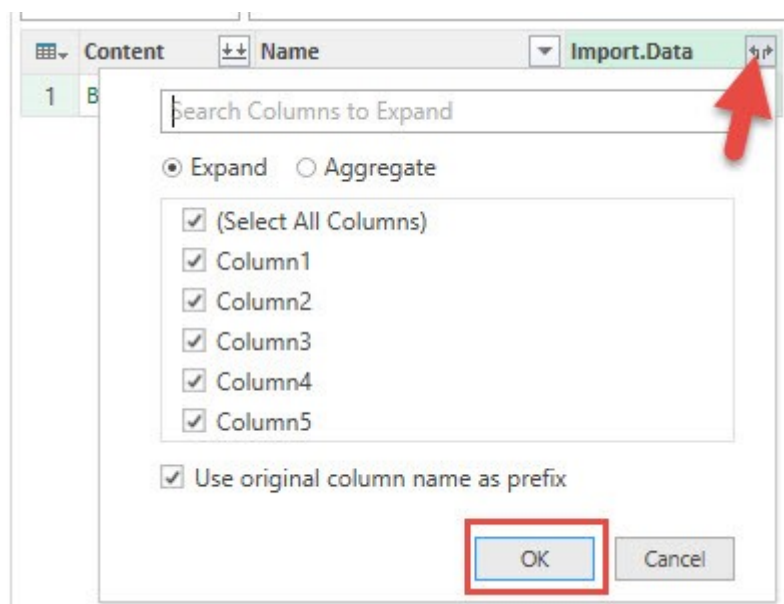 Content Name Import.Data
1 B
Search Columns to Expand
Expand Aggregate
(Select All Columns)
Column1
Column2
Column3
Column4
Column5
Use original column name as prefix
OK Cancel